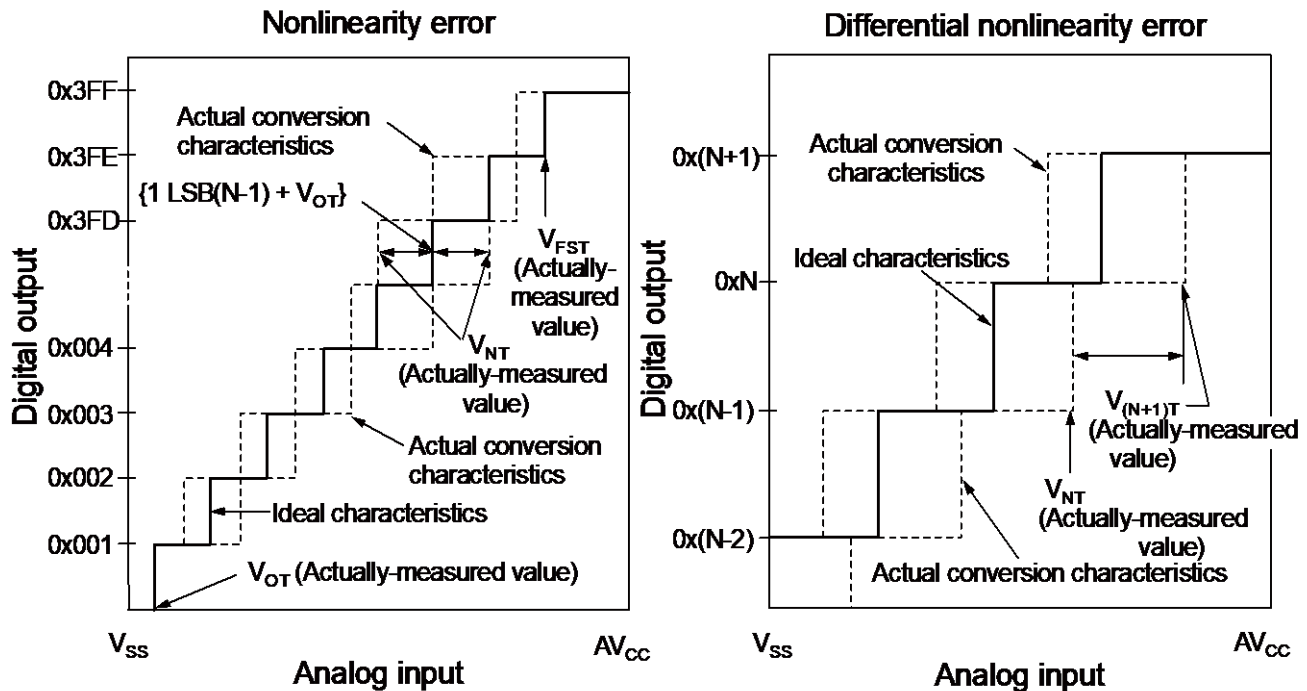 Nonlinearity error
0x3FF
0x3FE
0x3FD
0x004
0x003
0x002
0x001
Digital output
Actual conversion
characteristics
{1 LSB(N-1) + VOT}
VFST
(Actually-
measured
value)
VNT
(Actually-measured
value)
Actual conversion
characteristics
Ideal characteristics
VOT (Actually-measured value)
VSS
AVCC
Analog input
Differential nonlinearity error
0x(N+1)
0xN
0x(N-1)
0x(N-2)
Digital output
Actual conversion
characteristics
Ideal characteristics
V(N+1)T
(Actually-measured
value)
VNT
(Actually-measured
value)
Actual conversion characteristics
VSS
AVCC
Analog input